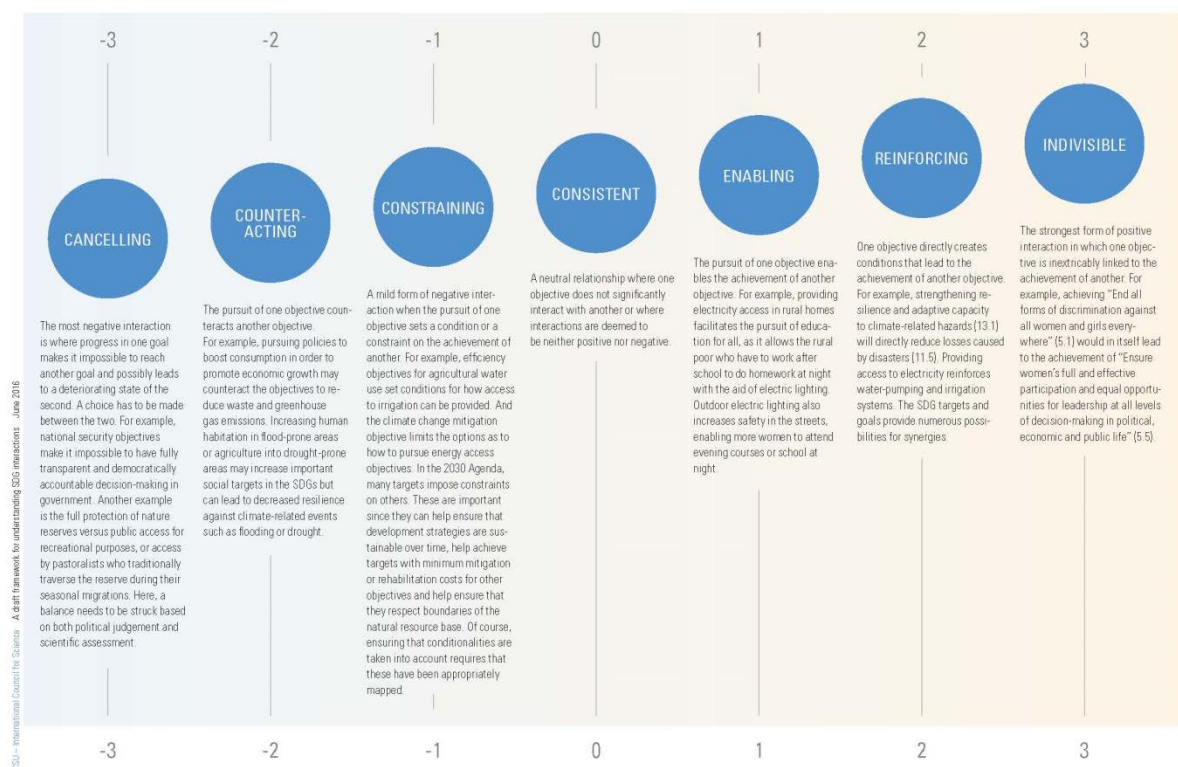 -3
-2
-1
0
1
2
3
CANCELLING
The most negative interaction
is where progress in one goal
makes it impossible to reach
another goal and possibly leads
to a deteriorating state of the
second. A choice has to be made
between the two. For example,
national security objectives
make it impossible to have fully
transparent and democratically
accountable decision-making in
government. Another example
is the full protection of nature
reserves versus public access for
recreational purposes, or access
by pastoralists who traditionally
traverse the reserve during their
seasonal migrations. Here, a
balance needs to be struck based
on both political judgement and
scientific assessment.
COUNTER-
ACTING
The pursuit of one objective coun-
teracts another objective.
For example, pursuing policies to
boost consumption in order to
promote economic growth may
counteract the objectives to re-
duce waste and greenhouse
gas emissions. Increasing human
habitation in flood-prone areas
or agriculture into drought-prone
areas may increase important
social targets in the SDGs but
can lead to decreased resilience
against climate-related events
such as flooding or drought.
CONSTRAINING
A mild form of negative inter-
action when the pursuit of one
objective sets a condition or a
constraint on the achievement of
another. For example, efficiency
objectives for agricultural water
use set conditions for how access
to irrigation can be provided. And
the climate change mitigation
objective limits the options as to
how to pursue energy access
objectives. In the 2030 Agenda,
many targets impose constraints
on others. These are important
since they can help ensure that
development strategies are sus-
tainable over time, help achieve
targets with minimum mitigation
or rehabilitation costs for other
objectives and help ensure that
they respect boundaries of the
natural resource base. Of course,
ensuring that conditionalities are
taken into account requires that
these have been appropriately
mapped.
CONSISTENT
A neutral relationship where one
objective does not significantly
interact with another or where
interactions are deemed to
be neither positive nor negative.
ENABLING
The pursuit of one objective ena-
bles the achievement of another
objective. For example, providing
electricity access in rural homes
facilitates the pursuit of educa-
tion for all, as it allows the rural
poor who have to work after
school to do homework at night
with the aid of electric lighting.
Outdoor electric lighting also
increases safety in the streets,
enabling more women to attend
evening courses or school at
night.
REINFORCING
One objective directly creates
conditions that lead to the
achievement of another objective.
For example, strengthening re-
silience and adaptive capacity
to climate-related hazards (13.1)
will directly reduce losses caused
by disasters (11.5). Providing
access to electricity reinforces
water-pumping and irrigation
systems. The SDG targets and
goals provide numerous possi-
bilities for synergies.
INDIVISIBLE
The strongest form of positive
interaction in which one objec-
tive is inextricably linked to the
achievement of another. For
example, achieving “End all
forms of discrimination against
all women and girls every-
where” (5.1) would in itself lead
to the achievement of “Ensure
women’s full and effective
participation and equal opportu-
nities for leadership at all levels
of decision-making in political,
economic and public life” (5.5).
-3
-2
-1
0
1
2
3
– International Council for Science A draft framework for understanding SDG interactions June 2016